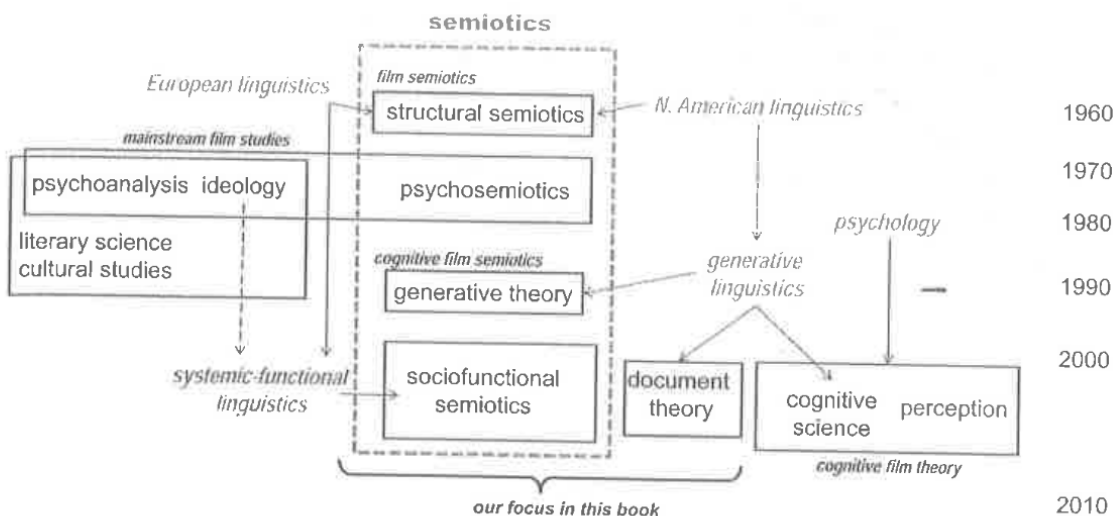 semiotics
film semiotics
European linguistics
structural semiotics
N. American linguistics
1960
mainstream film studies
psychoanalysis ideology
psychosemiotics
1970
1980
literary science
cultural studies
psychology
cognitive film semiotics
generative theory
generative
linguistics
1990
2000
systemic-functional
linguistics
sociofunctional
semiotics
document
theory
cognitive
science
perception
cognitive film theory
our focus in this book
2010